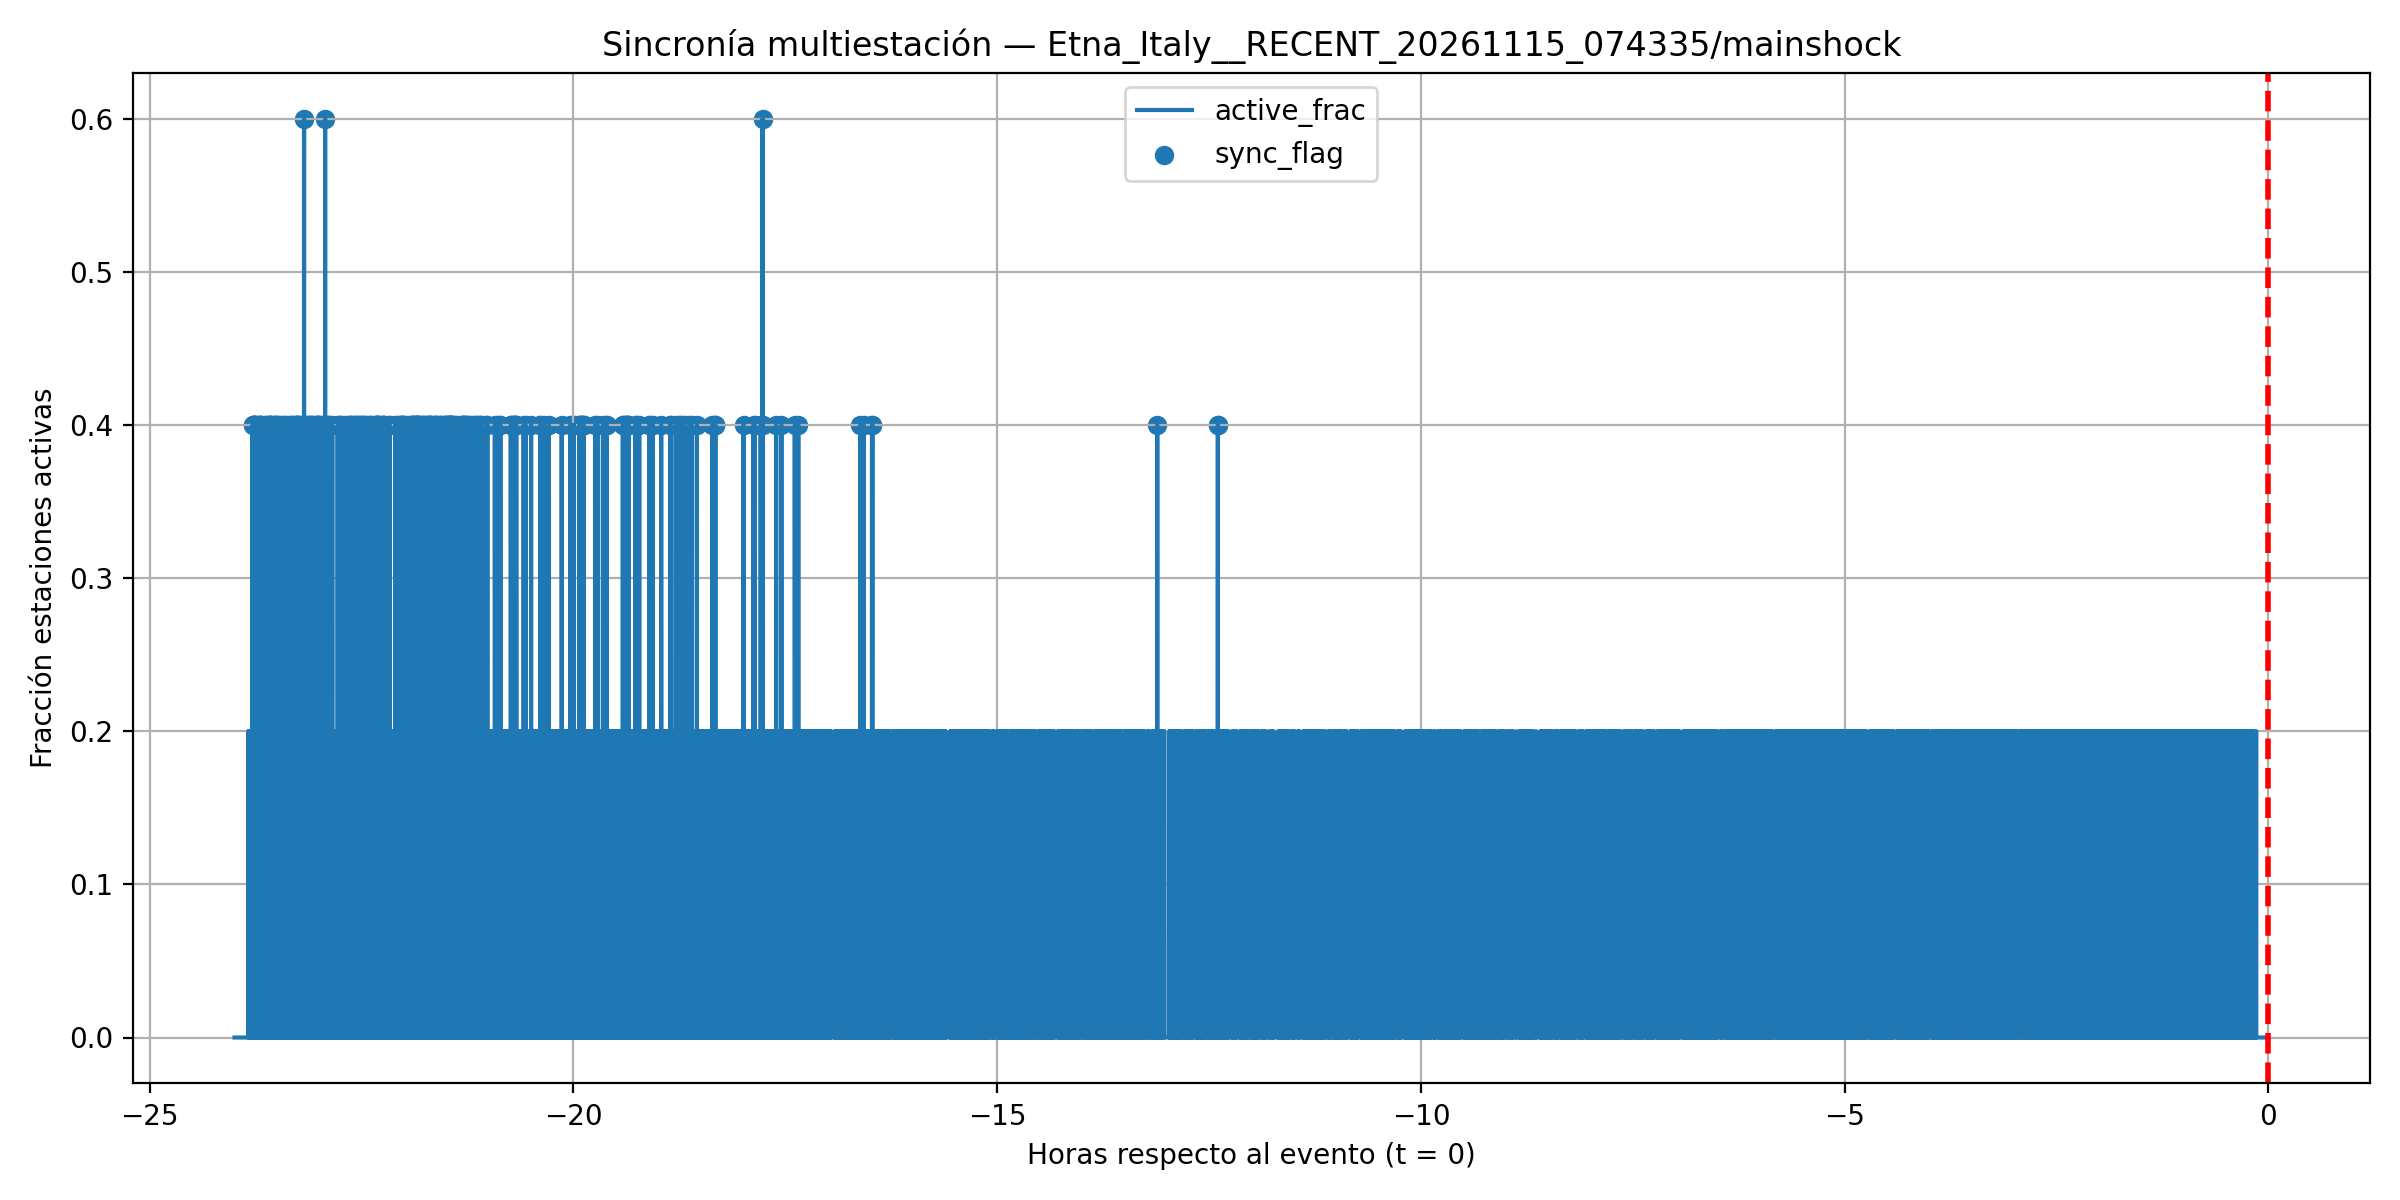 Sincronía multiestación — Etna_Italy__RECENT_20261115_074335/mainshock
active_frac
sync_flag
Fracción estaciones activas
0.6
0.5
0.4
0.3
0.2
0.1
0.0
−25
−20
−15
−10
−5
0
Horas respecto al evento (t = 0)